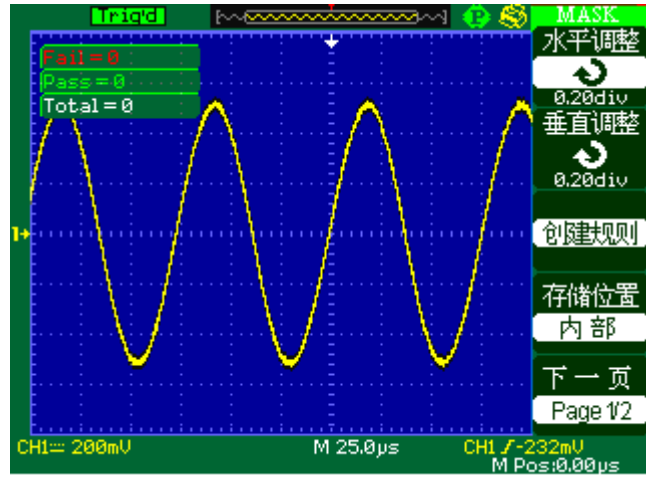 Trig'd
P
S
MASK
Fail=0
Pass=0
Total=0
水平调整
0.20div
垂直调整
0.20div
创建规则
存储位置
内 部
下一页
Page 1/2
1
CH1 200mV
M 25.0µs
CH1 -232mV
M Pos:0.00µs